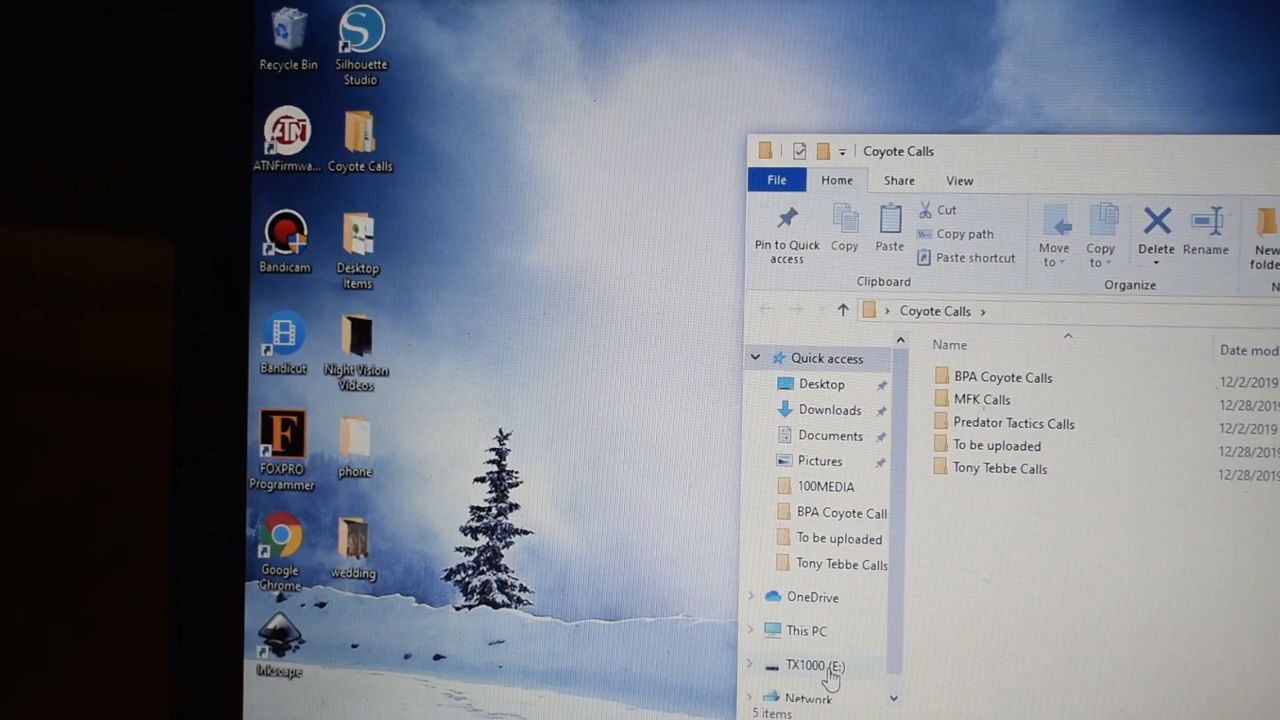 Recycle Bin
Silhouette
Studio
ATN
ATNFirmwa...
Coyote Calls
Bandicam
Desktop
Items
Bandicut
Night Vision
Videos
F
FOXPRO
Programmer
phone
Google
Chrome
wedding
Inkscape
Coyote Calls
File
Home
Share
View
Pin to Quick
access
Copy
Paste
Cut
Copy path
Paste shortcut
Clipboard
Move
to
Copy
to
Delete
Rename
New
folde
Organize
N
Coyote Calls
Quick access
Desktop
Downloads
Documents
Pictures
100MEDIA
BPA Coyote Call
To be uploaded
Tony Tebbe Calls
OneDrive
This PC
TX1000 (E:)
Network
5 items
Name
Date mod
BPA Coyote Calls
12/2/2019
MFK Calls
12/28/2019
Predator Tactics Calls
12/2/2019
To be uploaded
12/28/2019
Tony Tebbe Calls
12/28/2019